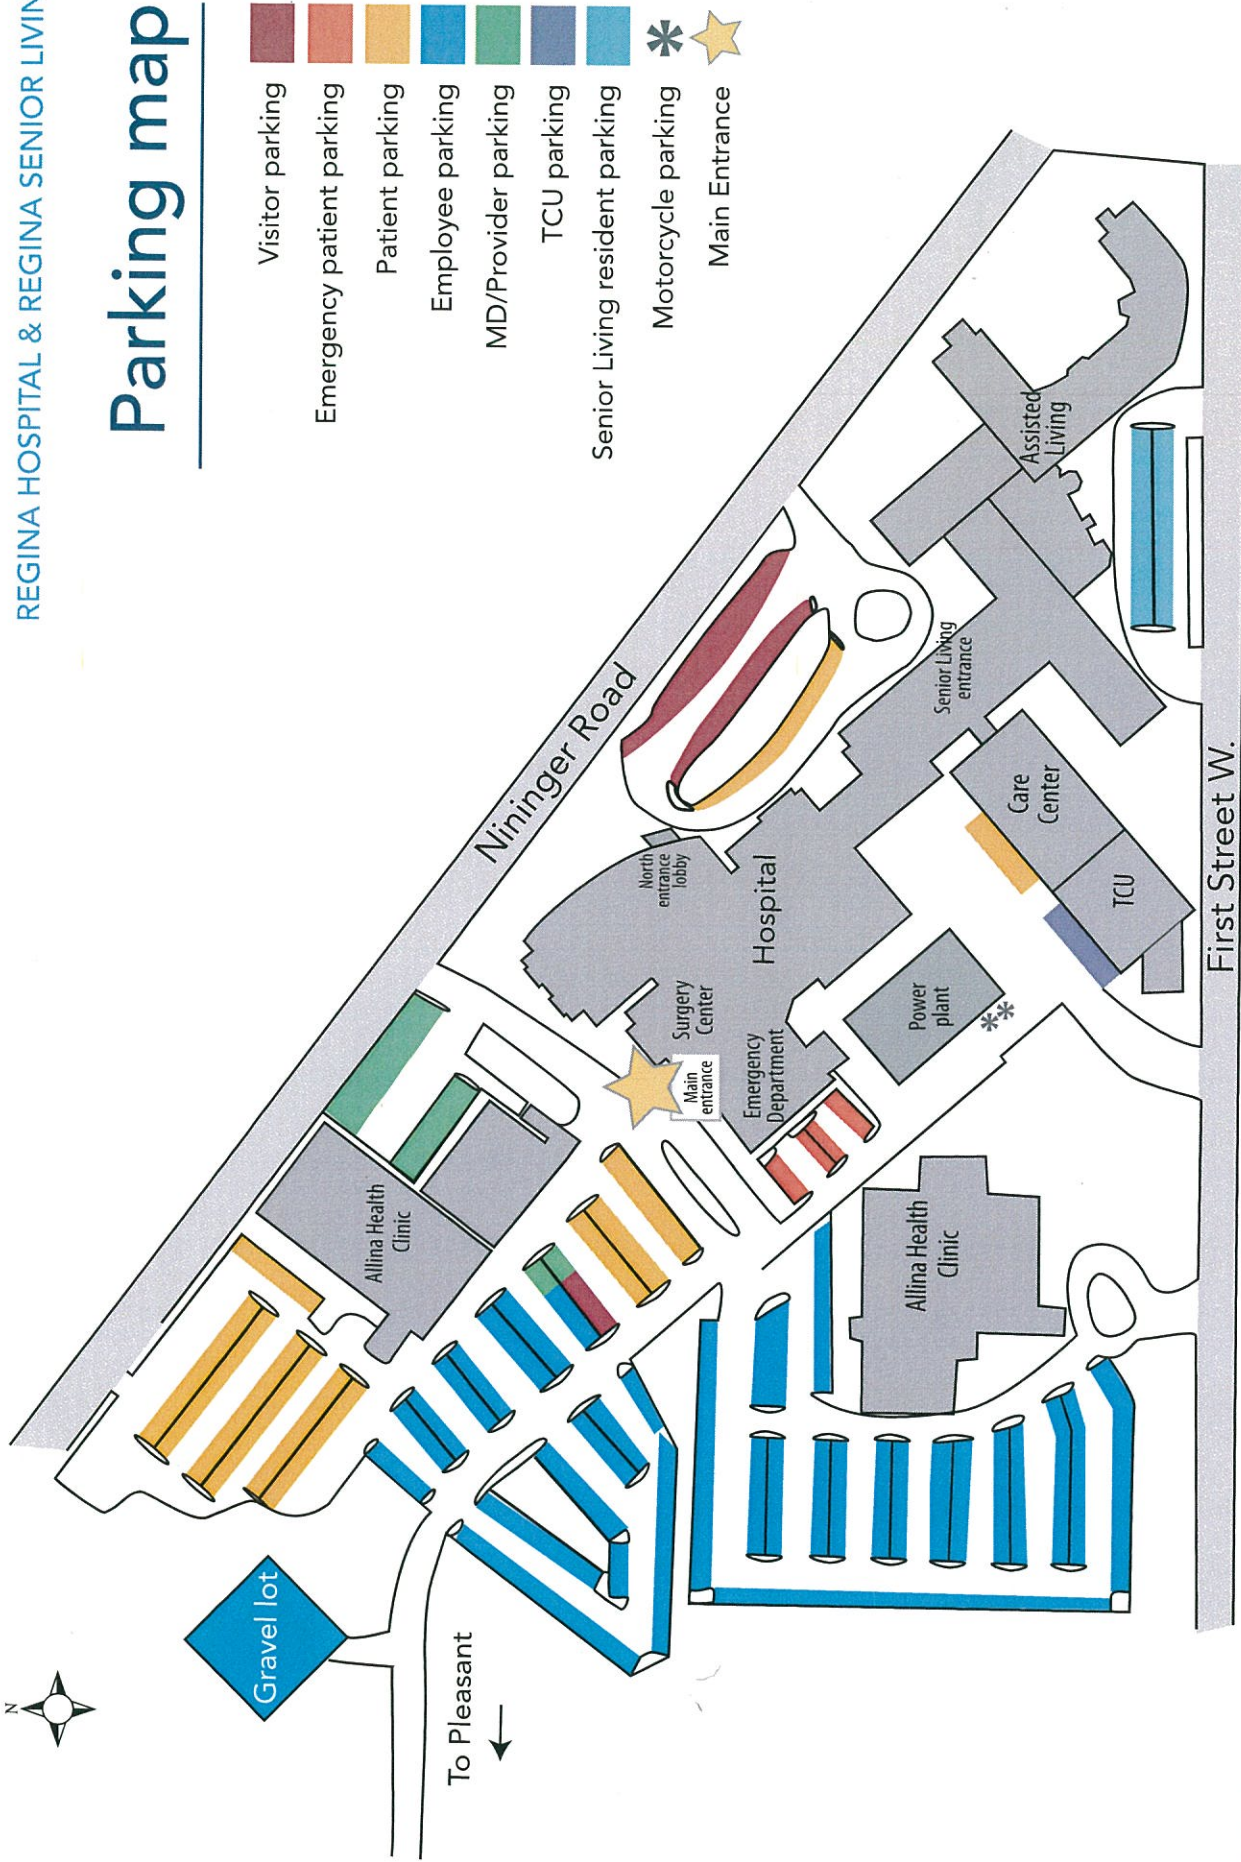 REGINA HOSPITAL & REGINA SENIOR LIVIN
Parking map
Visitor parking
Emergency patient parking
Patient parking
Employee parking
MD/Provider parking
TCU parking
Senior Living resident parking
Motorcycle parking
Main Entrance
N
Gravel lot
To Pleasant
Nininger Road
Allina Health
Clinic
North
entrance
lobby
Surgery
Center
Hospital
Main
entrance
Emergency
Department
Power
plant
Senior Living
entrance
Assisted
Living
Care
Center
TCU
Allina Health
Clinic
First Street W.